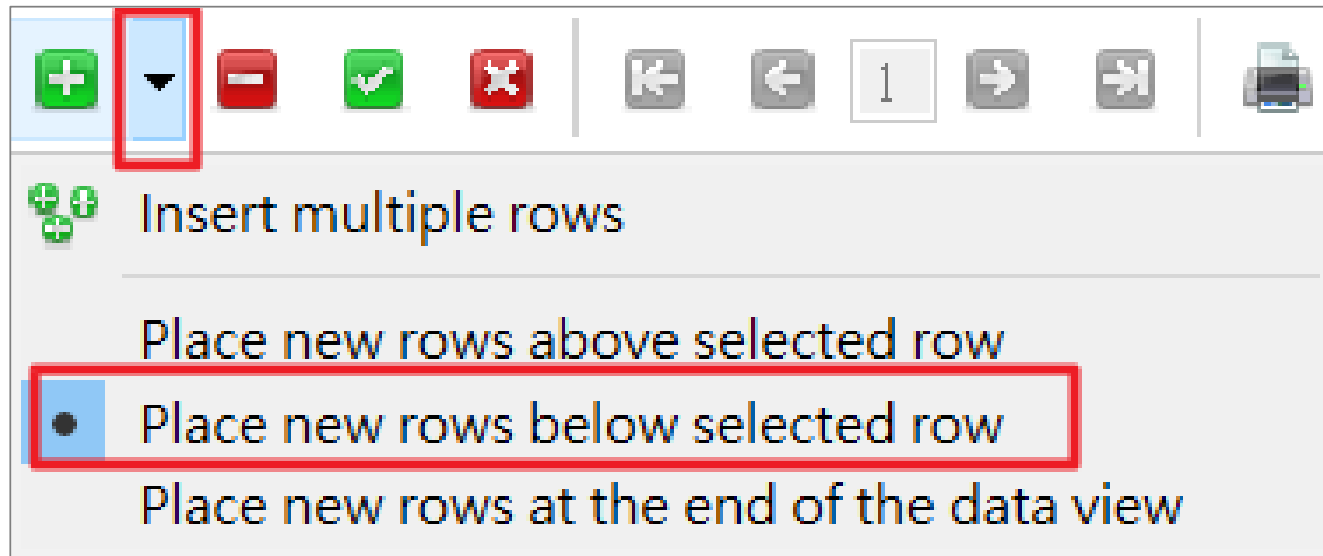 1
Insert multiple rows
Place new rows above selected row
Place new rows below selected row
Place new rows at the end of the data view